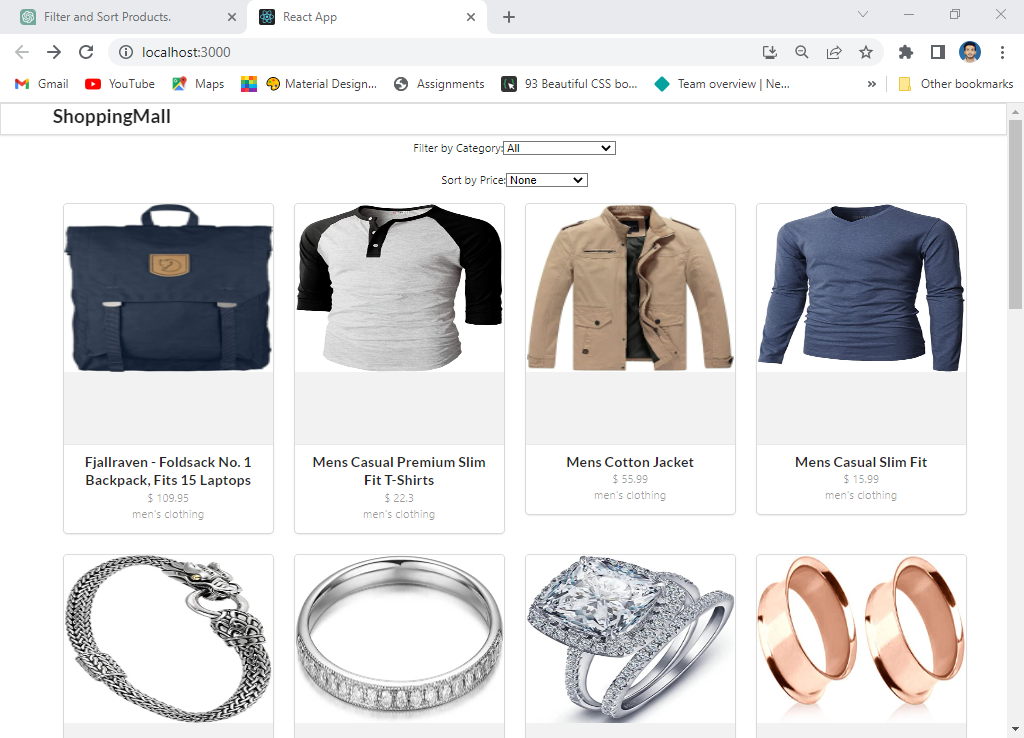 Filter and Sort Products.
React App
localhost:3000
Gmail
YouTube
Maps
Material Design...
Assignments
93 Beautiful CSS bo...
Team overview | Ne...
»
Other bookmarks
ShoppingMall
Filter by Category: All
Sort by Price: None
Fjallraven - Foldsack No. 1
Backpack, Fits 15 Laptops
$ 109.95
men's clothing
Mens Casual Premium Slim
Fit T-Shirts
$ 22.3
men's clothing
Mens Cotton Jacket
$ 55.99
men's clothing
Mens Casual Slim Fit
$ 15.99
men's clothing